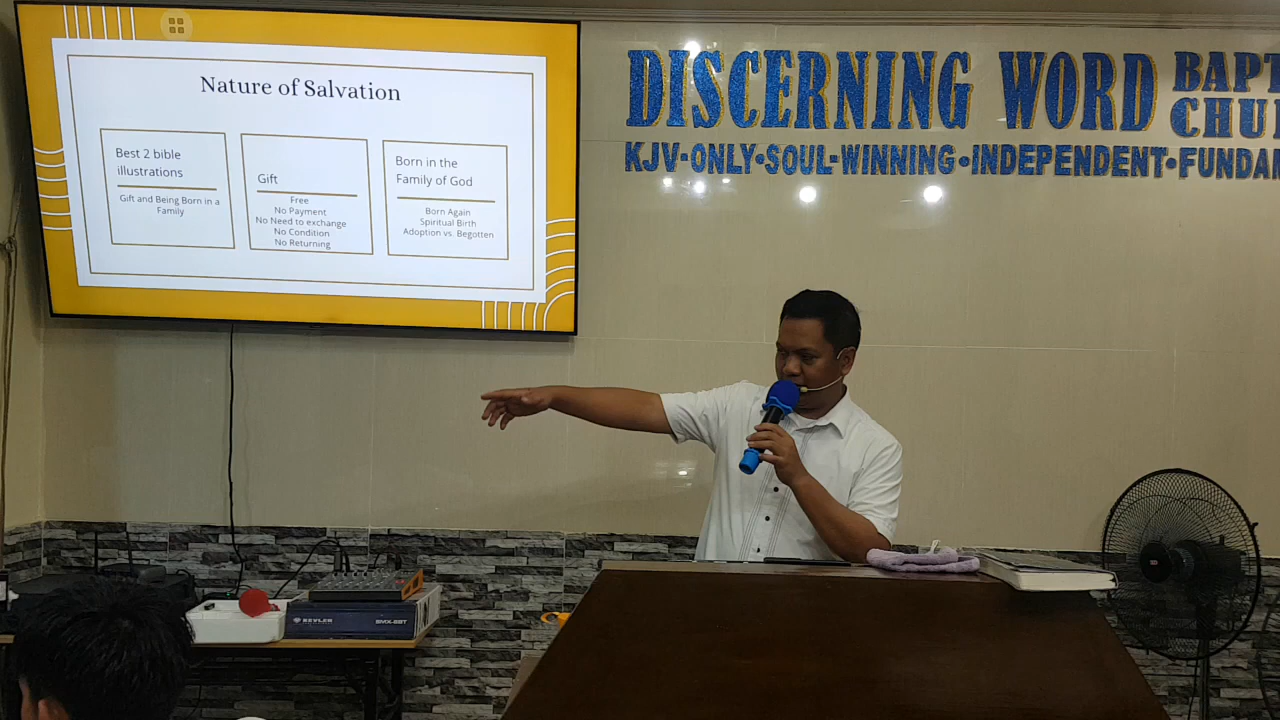 Nature of Salvation
Best 2 bible
illustrations
Gift and Being Born in a
Family
Gift
Free
No Payment
No Need to exchange
No Condition
No Returning
Born in the
Family of God
Born Again
Spiritual Birth
Adoption vs. Begotten
DISCERNING WORD BAPT
CHU
KJV•ONLY•SOUL-WINNING•INDEPENDENT•FUNDAM
KEVLER